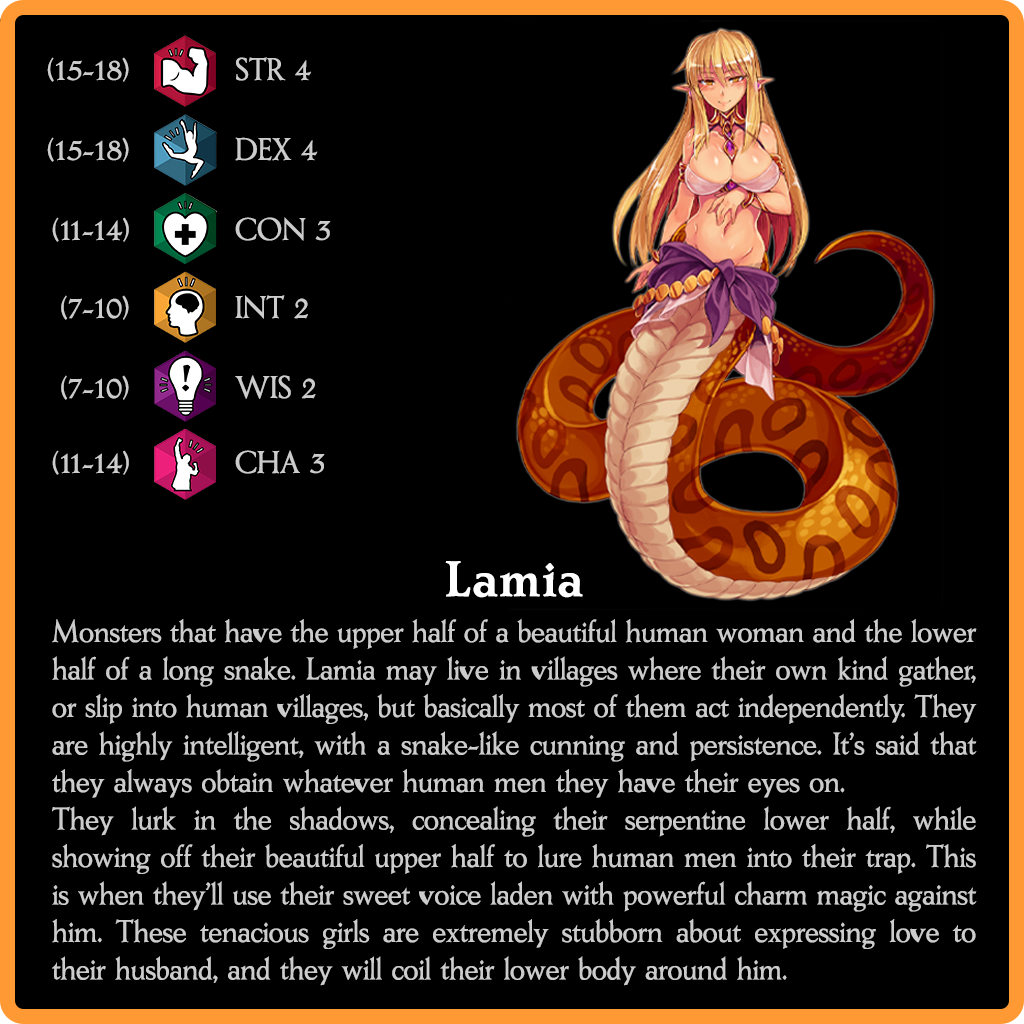 (15-18) STR 4
(15-18) DEX 4
(11-14) CON 3
(7-10) INT 2
(7-10) WIS 2
(11-14) CHA 3
Lamia
Monsters that have the upper half of a beautiful human woman and the lower
half of a long snake. Lamia may live in villages where their own kind gather,
or slip into human villages, but basically most of them act independently. They
are highly intelligent, with a snake-like cunning and persistence. It's said that
they always obtain whatever human men they have their eyes on.
They lurk in the shadows, concealing their serpentine lower half, while
showing off their beautiful upper half to lure human men into their trap. This
is when they'll use their sweet voice laden with powerful charm magic against
him. These tenacious girls are extremely stubborn about expressing love to
their husband, and they will coil their lower body around him.